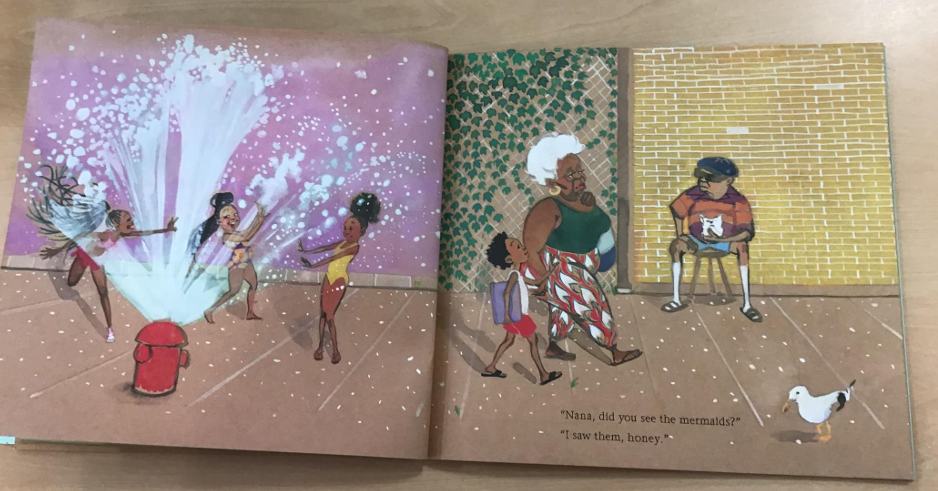 "Nana, did you see the mermaids?"
"I saw them, honey."